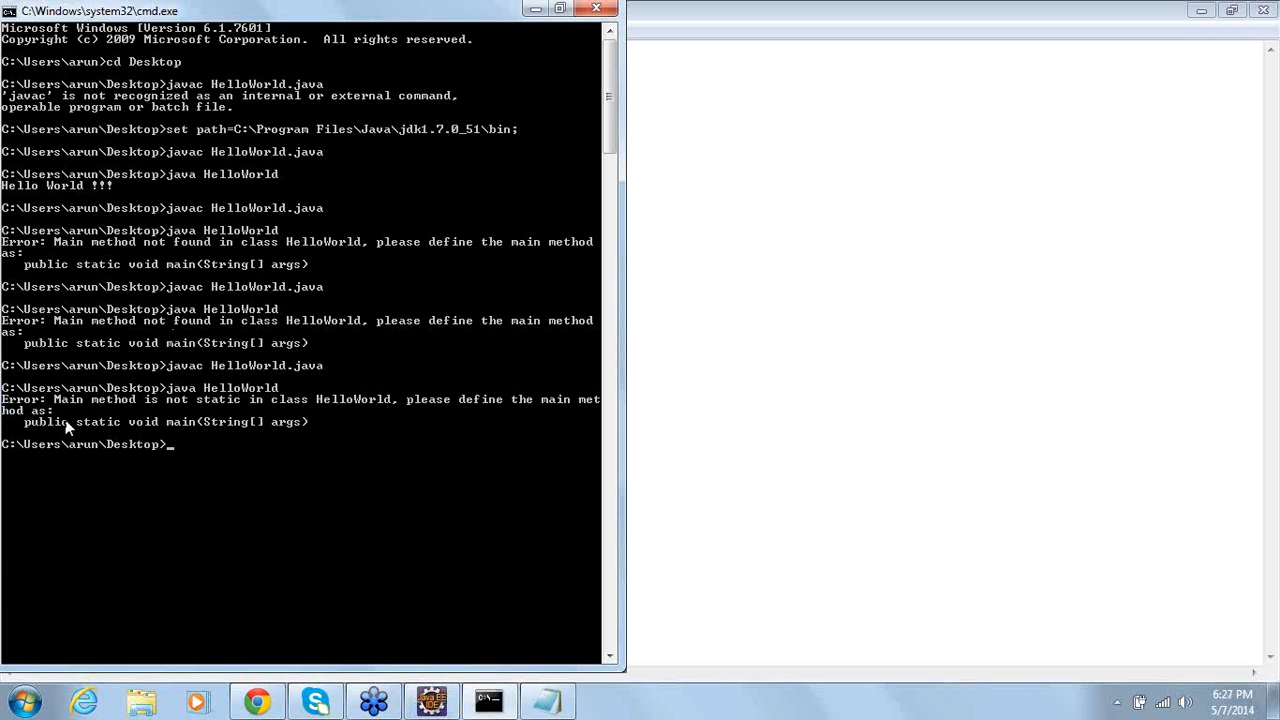 C:\Windows\system32\cmd.exe
Microsoft Windows [Version 6.1.7601]
Copyright (c) 2009 Microsoft Corporation.  All rights reserved.
C:\Users\arun>cd Desktop
C:\Users\arun\Desktop>javac HelloWorld.java
'javac' is not recognized as an internal or external command,
operable program or batch file.
C:\Users\arun\Desktop>set path=C:\Program Files\Java\jdk1.7.0_51\bin;
C:\Users\arun\Desktop>javac HelloWorld.java
C:\Users\arun\Desktop>java HelloWorld
Hello World !!!
C:\Users\arun\Desktop>javac HelloWorld.java
C:\Users\arun\Desktop>java HelloWorld
Error: Main method not found in class HelloWorld, please define the main method
as:
public static void main(String[] args)
C:\Users\arun\Desktop>javac HelloWorld.java
C:\Users\arun\Desktop>java HelloWorld
Error: Main method not found in class HelloWorld, please define the main method
as:
public static void main(String[] args)
C:\Users\arun\Desktop>javac HelloWorld.java
C:\Users\arun\Desktop>java HelloWorld
Error: Main method is not static in class HelloWorld, please define the main met
hod as:
public static void main(String[] args)
C:\Users\arun\Desktop>_
Java EE
IDE
C:\.
6:27 PM
5/7/2014